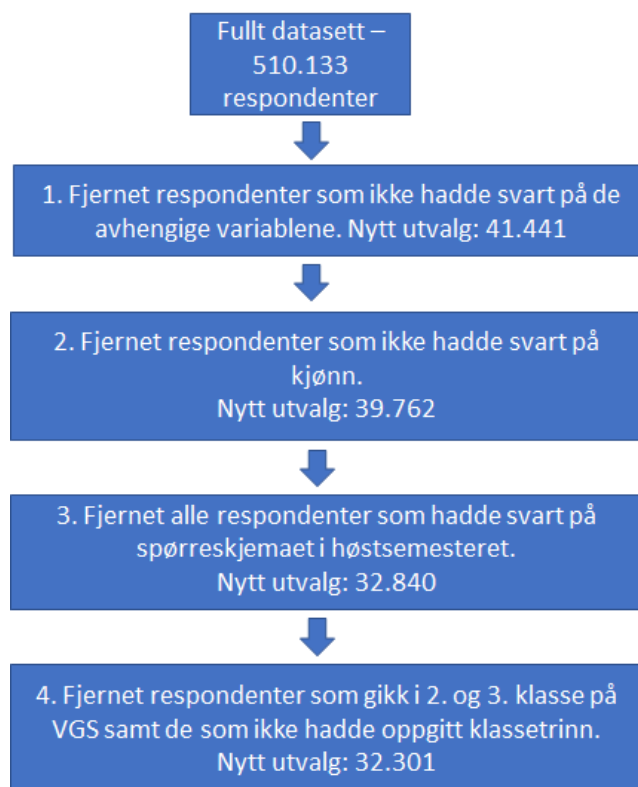 Fullt datasett –
510.133
respondenter
1. Fjernet respondenter som ikke hadde svart på de
avhengige variablene. Nytt utvalg: 41.441
2. Fjernet respondenter som ikke hadde svart på
kjønn.
Nytt utvalg: 39.762
3. Fjernet alle respondenter som hadde svart på
spørreskjemaet i høstsemesteret.
Nytt utvalg: 32.840
4. Fjernet respondenter som gikk i 2. og 3. klasse på
VGS samt de som ikke hadde oppgitt klassetrinn.
Nytt utvalg: 32.301